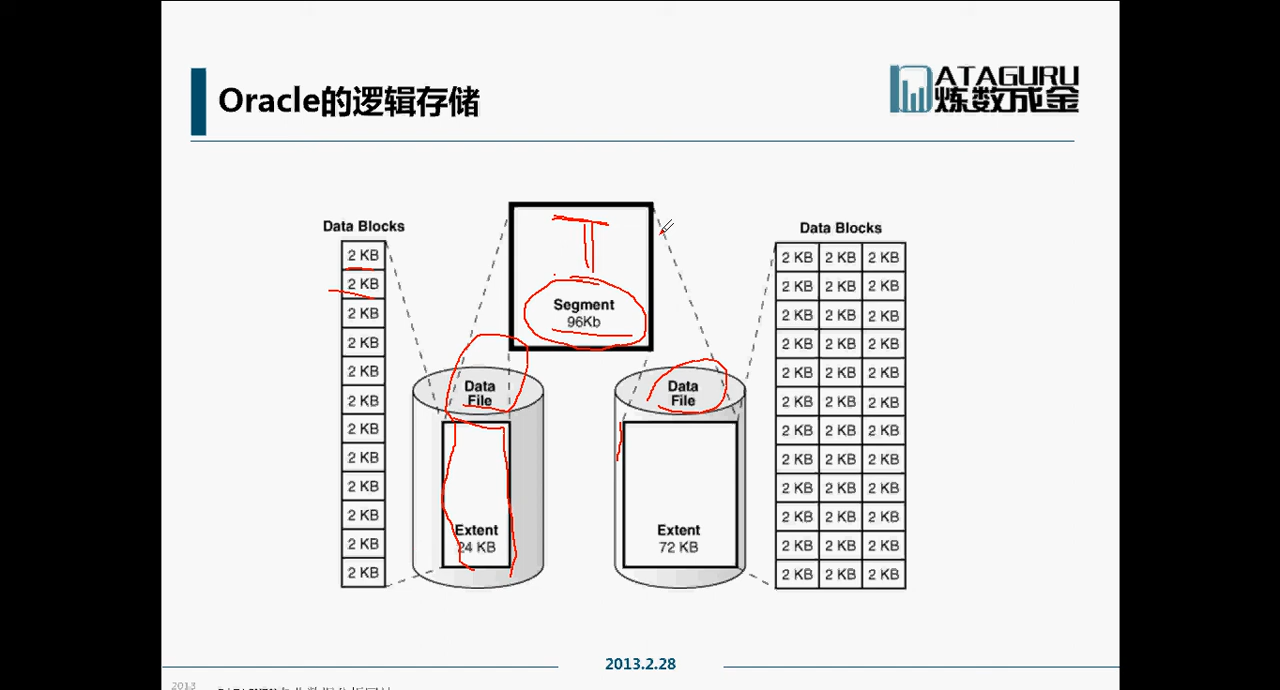 Oracle的逻辑存储
ATAGURU
炼数成金
Data Blocks
2 KB
2 KB
2 KB
2 KB
2 KB
2 KB
2 KB
2 KB
2 KB
2 KB
2 KB
2 KB
T
Segment
96Kb
Data
File
Extent
24 KB
Data
File
Extent
72 KB
Data Blocks
2 KB 2 KB 2 KB
2 KB 2 KB 2 KB
2 KB 2 KB 2 KB
2 KB 2 KB 2 KB
2 KB 2 KB 2 KB
2 KB 2 KB 2 KB
2 KB 2 KB 2 KB
2 KB 2 KB 2 KB
2 KB 2 KB 2 KB
2 KB 2 KB 2 KB
2 KB 2 KB 2 KB
2 KB 2 KB 2 KB
2013.2.28
2013